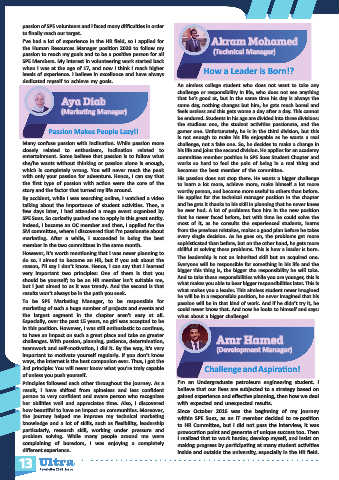 passion of SPE volunteers and I faced many difficulties in order
to finally reach our target.
I've had a lot of experience in the HR field, so I applied for
the Human Resources Manager position 2020 to follow my
passion to reach my goals and to be a positive person for all
SPE Members. My interest in volunteering work started back
when I was at the age of 17, and now I think I reach higher
levels of experience. I believe in excellence and have always
dedicated myself to achieve my goals.
Aya Diab
(Marketing Manager)
Passion Makes People Lazy!!
Many confuse passion with inclination. While passion more
closely related to enthusiasm, inclination related to
entertainment. Some believe that passion is to follow what
they're wants without thinking or passion alone is enough,
which is completely wrong. You will never reach the peak
with only your passion for adventure. Hence, I can say that
the first type of passion with action were the core of the
story and the factor that turned my life around.
By accident, while I was searching online, I watched a video
talking about the importance of student activities. Then, a
few days later, I had attended a mega event organized by
SPE Suez. So curiosity pushed me to apply in this great entity.
Indeed, I became an OC member and then, I applied for the
SM committee, where I discovered that I'm passionate about
marketing. After a while, I succeeded in being the best
member in the two committees in the same month.
However, it's worth mentioning that I was never planning to
do so, I strived to become an HR, but if you ask about the
reason, I'll say I don't know. Hence, I can say that I learned
very important two principles: One of them is that you
should be yourself; to be an HR member isn't suitable me,
but I just aimed to as it was trendy. And the second is that
results won't always be in the path you seek.
To be SPE Marketing Manager, to be responsible for
marketing of such a huge number of projects and events and
the largest segment in the chapter aren't easy at all.
Especially, over the past 15 years, no girl was accepted to be
in this position. However, I was still enthusiastic to continue,
to have an impact on such a great place and take on greater
challenges. With passion, planning, patience, determination,
teamwork and self-motivation, I did it. By the way, it's very
important to motivate yourself regularly. If you don't know
ways, the internet is the best companion ever. Thus, I got the
3rd principle: You will never know what you're truly capable
of unless you push yourself.
Principles followed each other throughout the journey. As a
result, I have shifted from aimless and less confident
person to very confident and aware person who recognizes
her abilities well and appreciates time. Also, I discovered
how beautiful to have an impact on communities. Moreover,
the journey helped me improve my technical marketing
knowledge and a lot of skills, such as flexibility, leadership
particularly, research skill, working under pressure and
problem solving. While many people around me were
complaining of boredom, I was enjoying a completely
different experience.
Akram Mohamed
(Technical Manager)
How a Leader is Born!?
An aimless college student who does not want to take any
challenge or responsibility in life, who does not see anything
that he's good at, but in the same time his day is always the
same day, nothing changes but him, he gets much bored and
feels useless and this gets worse a day after a day. This cannot
be endured. Students in his age are divided into three divisions:
the studious one, the student activities passionate, and the
gamer one. Unfortunately, he is in the third division, but this
is not enough to make his life enjoyable as he wants a real
challenge, not a fake one. So, he decides to make a change in
his life and joins the second division. He applies for an academy
committee member position in SPE Suez Student Chapter and
works so hard to feel the pain of being in a real thing and
becomes the best member of the committee.
His passion does not stop there. He wants a bigger challenge
to learn a lot more, achieve more, make himself a lot more
worthy person, and become more useful to others than before.
He applies for the technical manager position in the chapter
and he gets it thanks to his skill in planning that he never knew
he ever had. A lot of problems face him in the new position
that he never faced before, but with time he could solve the
most of it, as he consults the experienced students, learns
from the previous mistakes, makes a good plan before he takes
every single decision. As he goes on, the problems get more
sophisticated than before, but on the other hand, he gets more
skillful at solving these problems. This is how a leader is born.
The leadership is not an inherited skill but an acquired one.
Everyone will be responsible for something in his life and the
bigger this thing is, the bigger the responsibility he will take.
And to take those responsibilities while you are younger, this is
what makes you able to bear bigger responsibilities later. This is
what makes you a leader. This aimless student never imagined
he will be in a responsible position, he never imagined that his
passion will be in that kind of work. And if he didn't try it, he
could never know that. And now he looks to himself and says:
what about a bigger challenge!
Amr Hamed
(Development Manager)
Challenge and Aspiration!
I'm an Undergraduate petroleum engineering student. I
believe that our lives are subjected to a strategy based on
gained experience and effective planning, then how we deal
with expected and unexpected results.
Since October 2016 was the beginning of my journey
within SPE Suez, as an IT member decided to re-position
to HR Committee, but I did not pass the interview, it was
provocation point and generate of unique success too. Then
I realized that to work harder, develop myself, and insist on
making progress by participating at many student activities
inside and outside the university, especially in the HR field.
13 Ultra